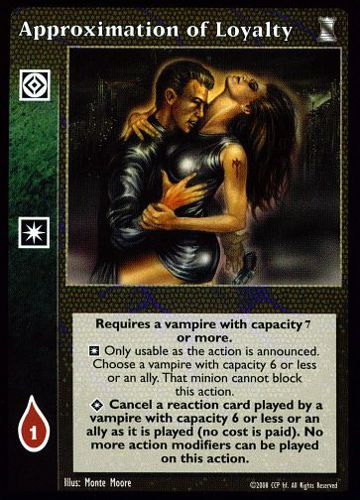 Approximation of Loyalty
Requires a vampire with capacity 7
or more.
Only usable as the action is announced.
Choose a vampire with capacity 6 or less
or an ally. That minion cannot block
this action.
Cancel a reaction card played by a
vampire with capacity 6 or less or an
ally as it is played (no cost is paid). No
more action modifiers can be played
on this action.
1
Illus: Monte Moore
©2008 CCP hf. All Rights Reserved